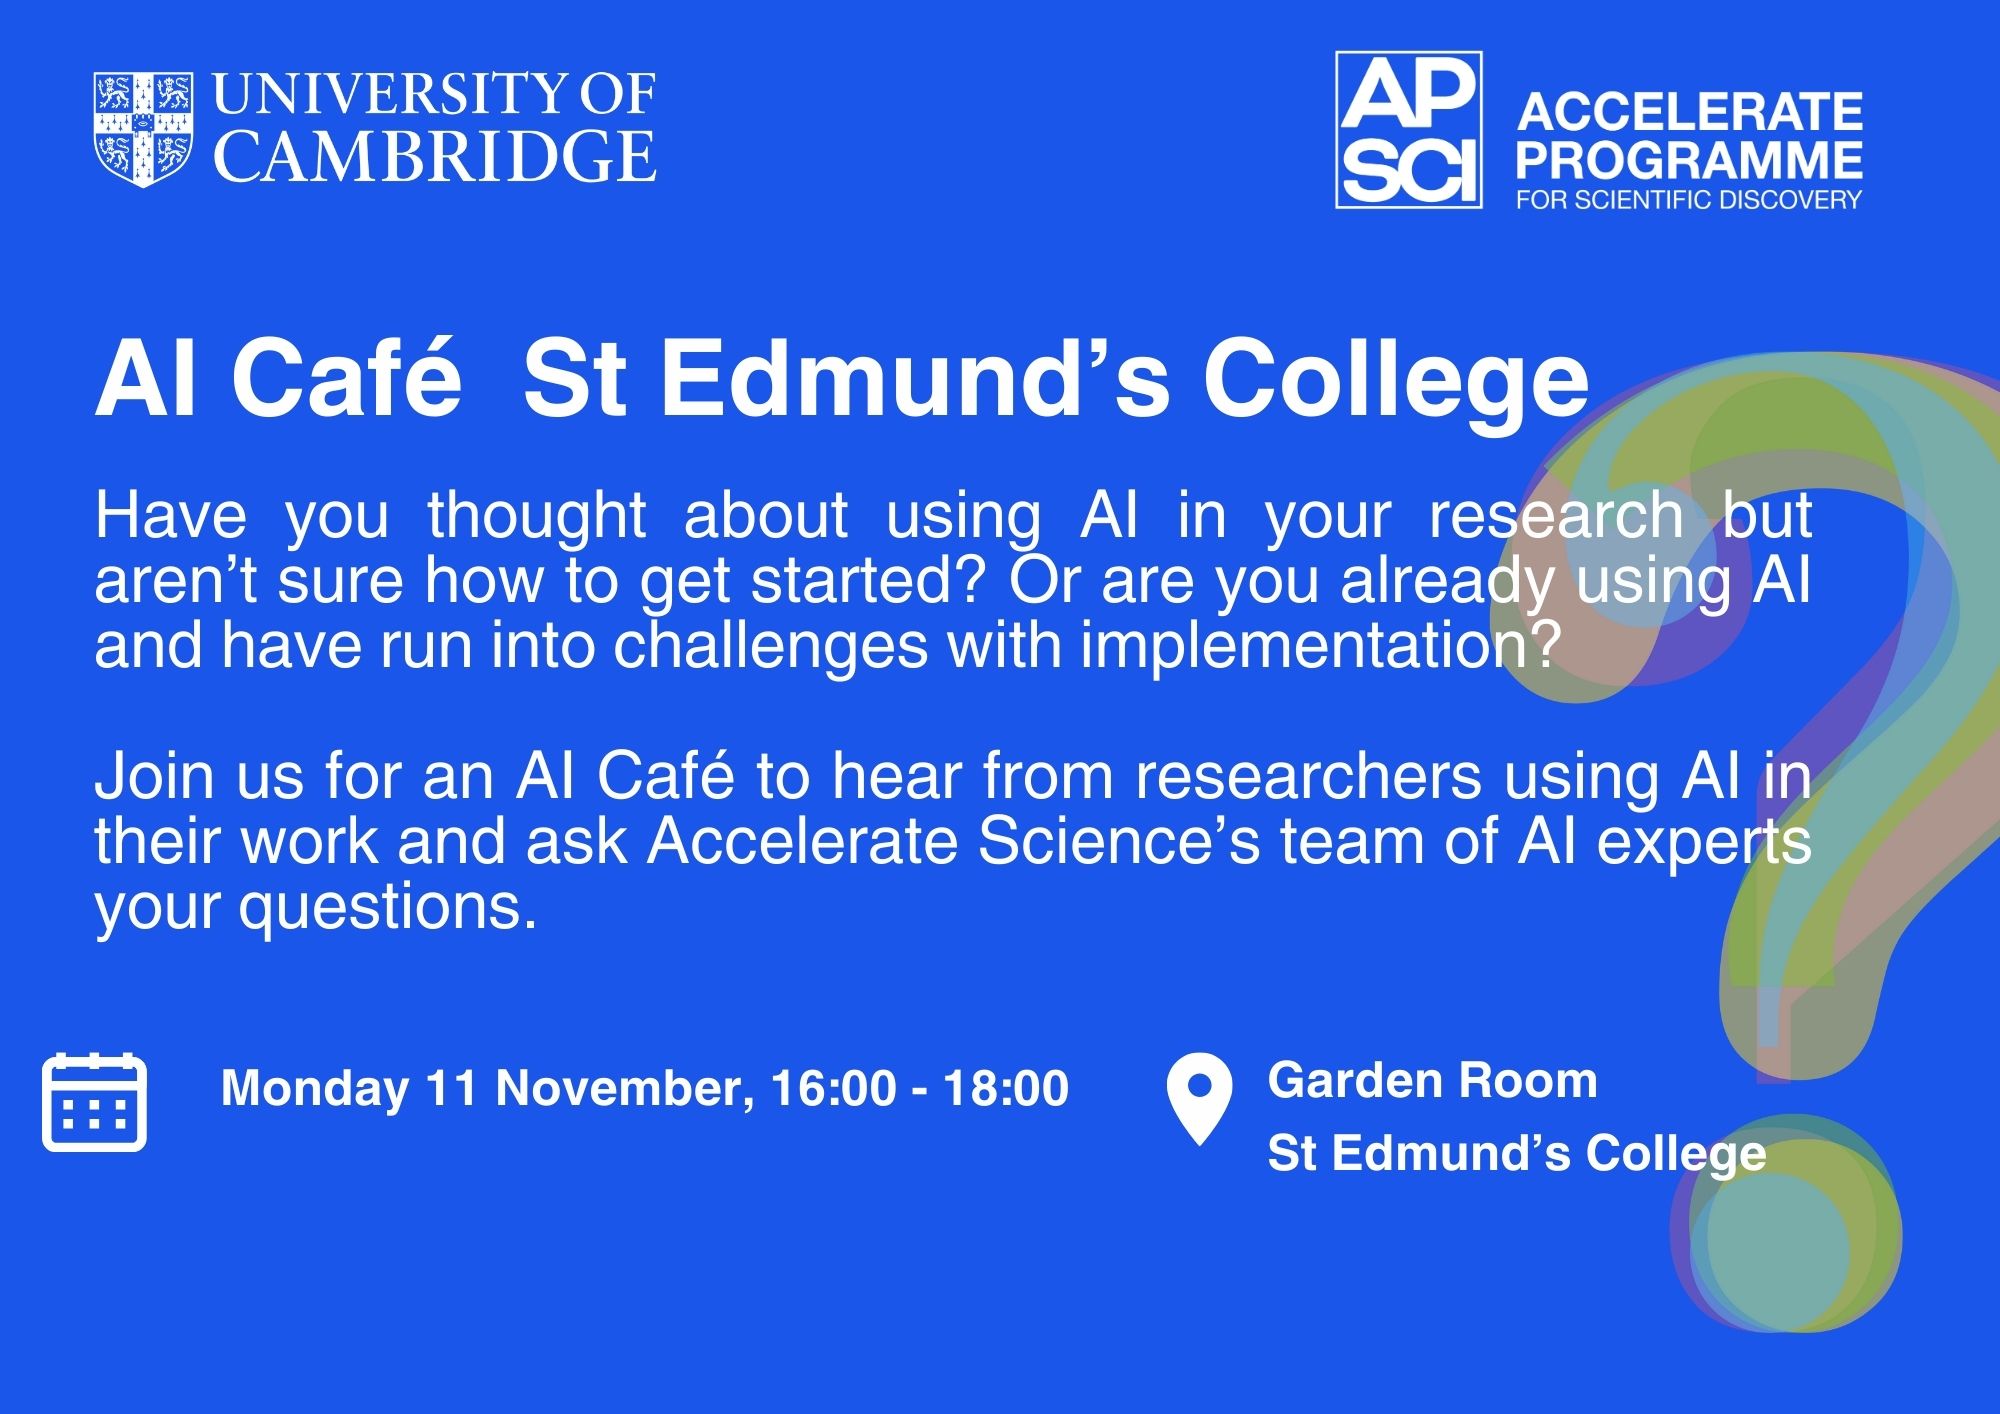 UNIVERSITY OF
CAMBRIDGE
AP
SCI
ACCELERATE
PROGRAMME
FOR SCIENTIFIC DISCOVERY
AI Café  St Edmund’s College
Have you thought about using AI in your research but
aren’t sure how to get started? Or are you already using AI
and have run into challenges with implementation?
Join us for an AI Café to hear from researchers using AI in
their work and ask Accelerate Science’s team of AI experts
your questions.
Monday 11 November, 16:00 - 18:00
Garden Room
St Edmund’s College